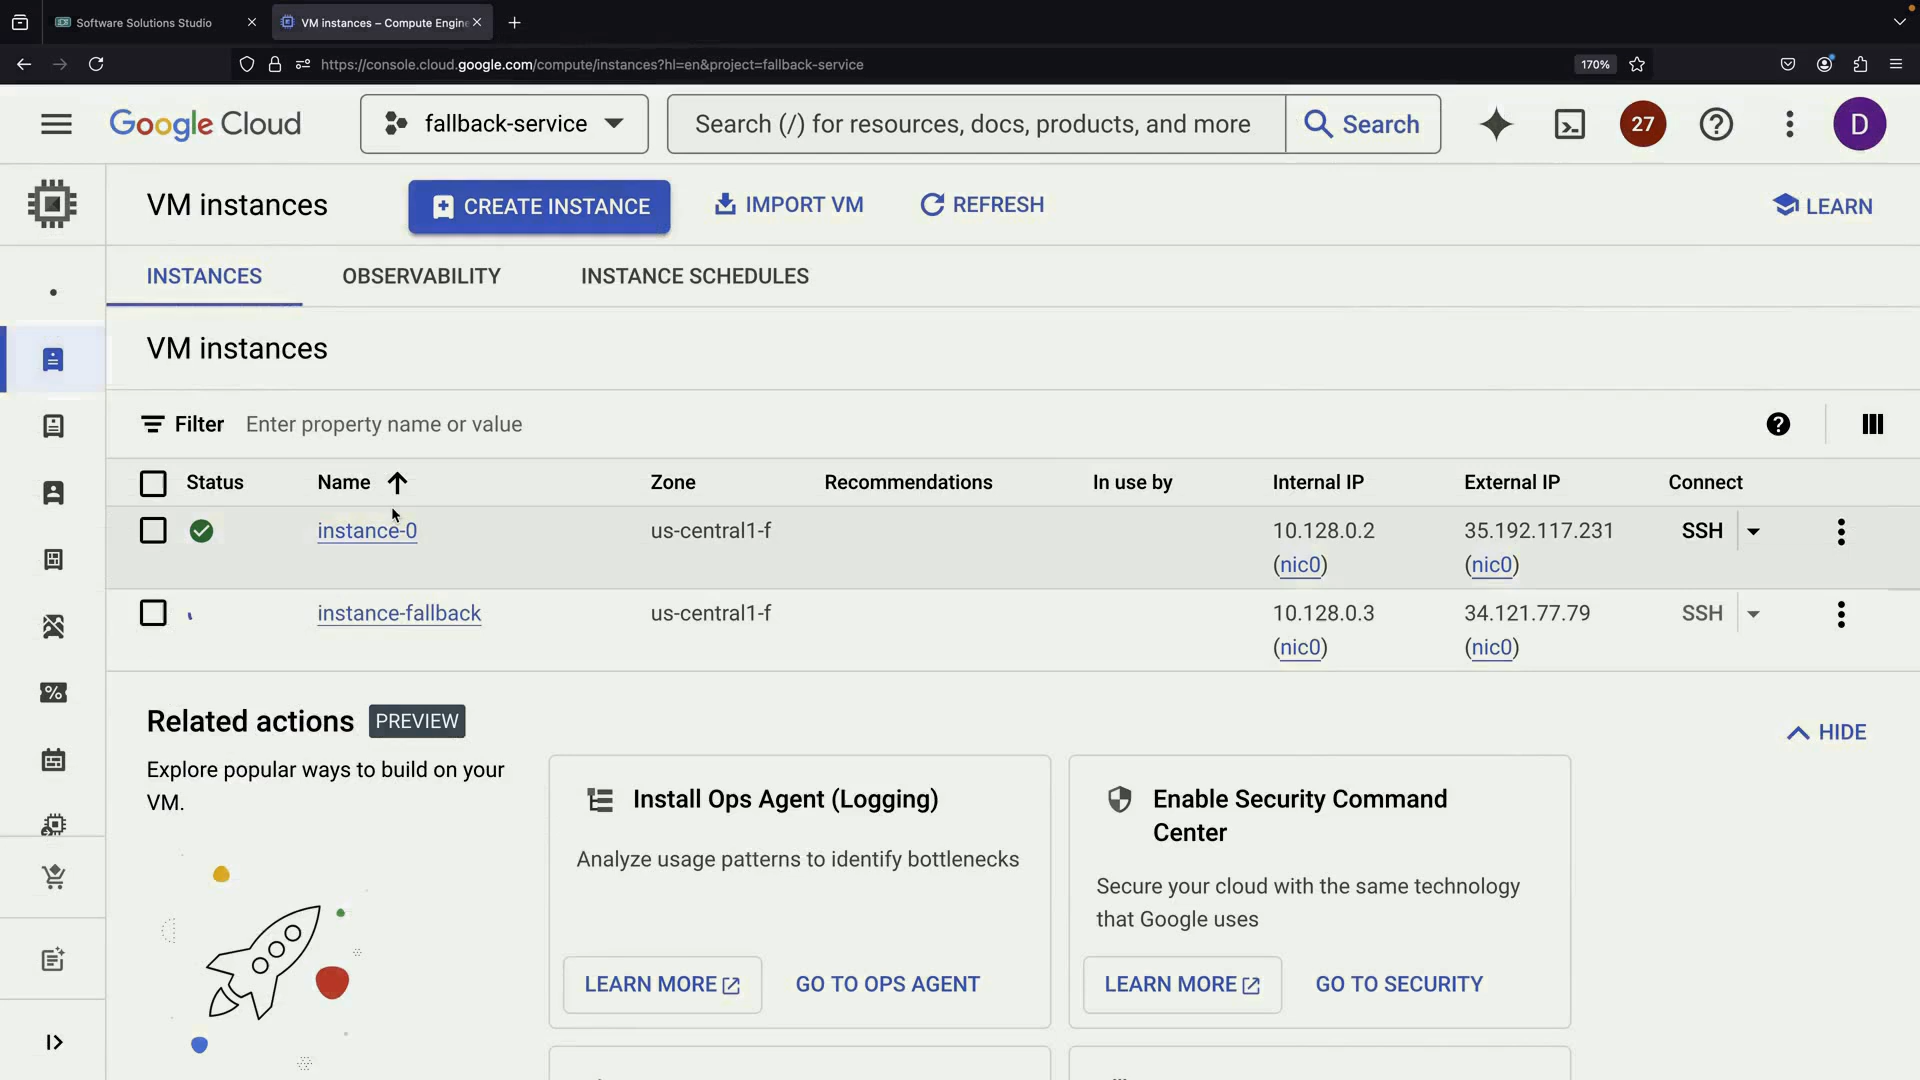 Software Solutions Studio
VM instances – Compute Engine
https://console.cloud.google.com/compute/instances?hl=en&project=fallback-service
170%
Google Cloud
fallback-service
Search (/) for resources, docs, products, and more
Search
27
D
VM instances
CREATE INSTANCE
IMPORT VM
REFRESH
LEARN
INSTANCES
OBSERVABILITY
INSTANCE SCHEDULES
VM instances
Filter
Enter property name or value
Status Name Zone Recommendations In use by Internal IP External IP Connect
instance-0 us-central1-f 10.128.0.2 35.192.117.231 SSH
(nic0) (nic0)
instance-fallback us-central1-f 10.128.0.3 34.121.77.79 SSH
(nic0) (nic0)
Related actions PREVIEW
HIDE
Explore popular ways to build on your
VM.
Install Ops Agent (Logging)
Analyze usage patterns to identify bottlenecks
LEARN MORE GO TO OPS AGENT
Enable Security Command
Center
Secure your cloud with the same technology
that Google uses
LEARN MORE GO TO SECURITY